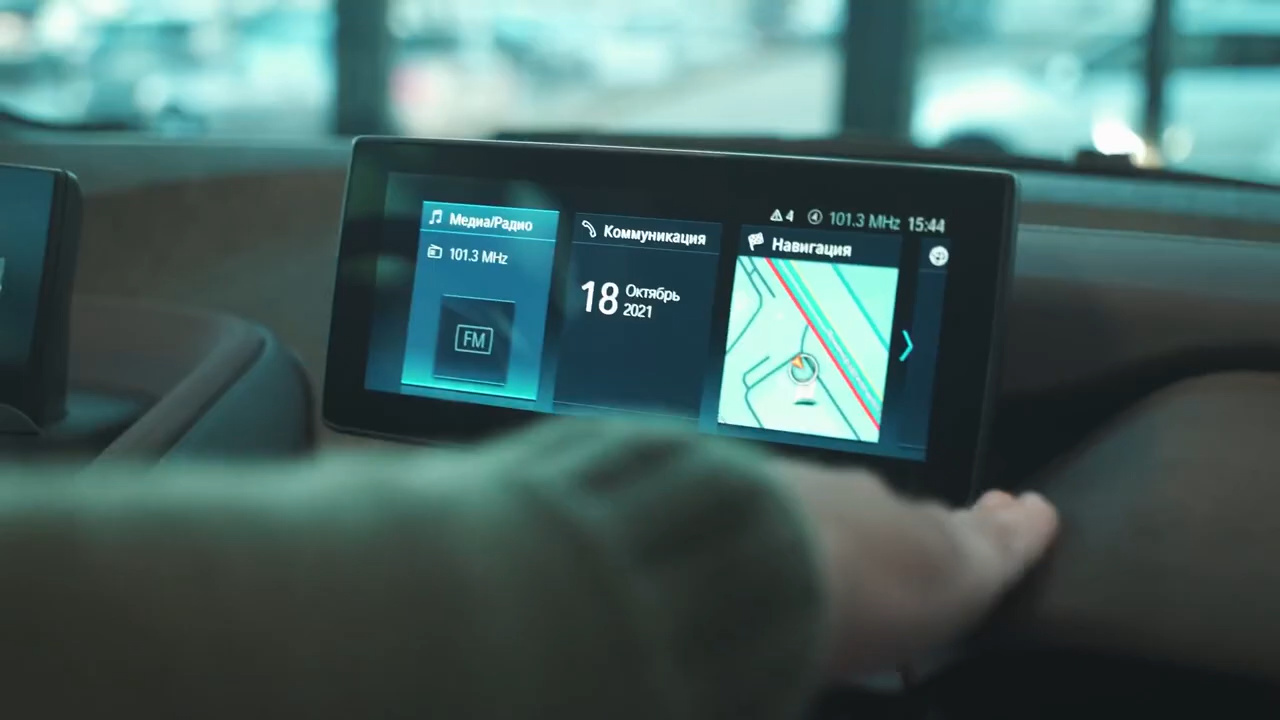 4 101.3 MHz 15:44
Медиа/Радио
101.3 MHz
FM
Коммуникация
18 Октябрь
2021
Навигация